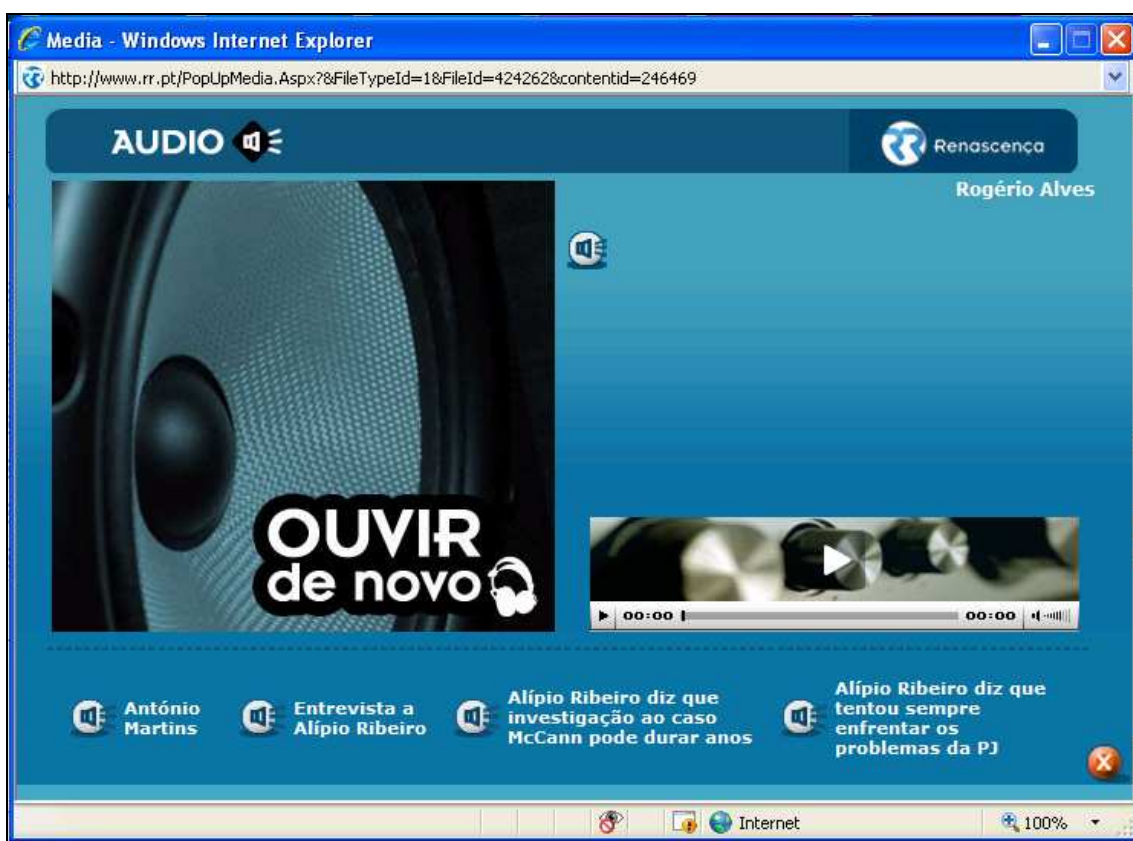 Media - Windows Internet Explorer
http://www.rr.pt/PopUpMedia.Aspx?&FileTypeId=1&FileId=424262&contentid=246469
AUDIO
Renascença
Rogério Alves
OUVIR
de novo
00:00
00:00
António
Martins
Entrevista a
Alípio Ribeiro
Alípio Ribeiro diz que
investigação ao caso
McCann pode durar anos
Alípio Ribeiro diz que
tentou sempre
enfrentar os
problemas da PJ
Internet
100%